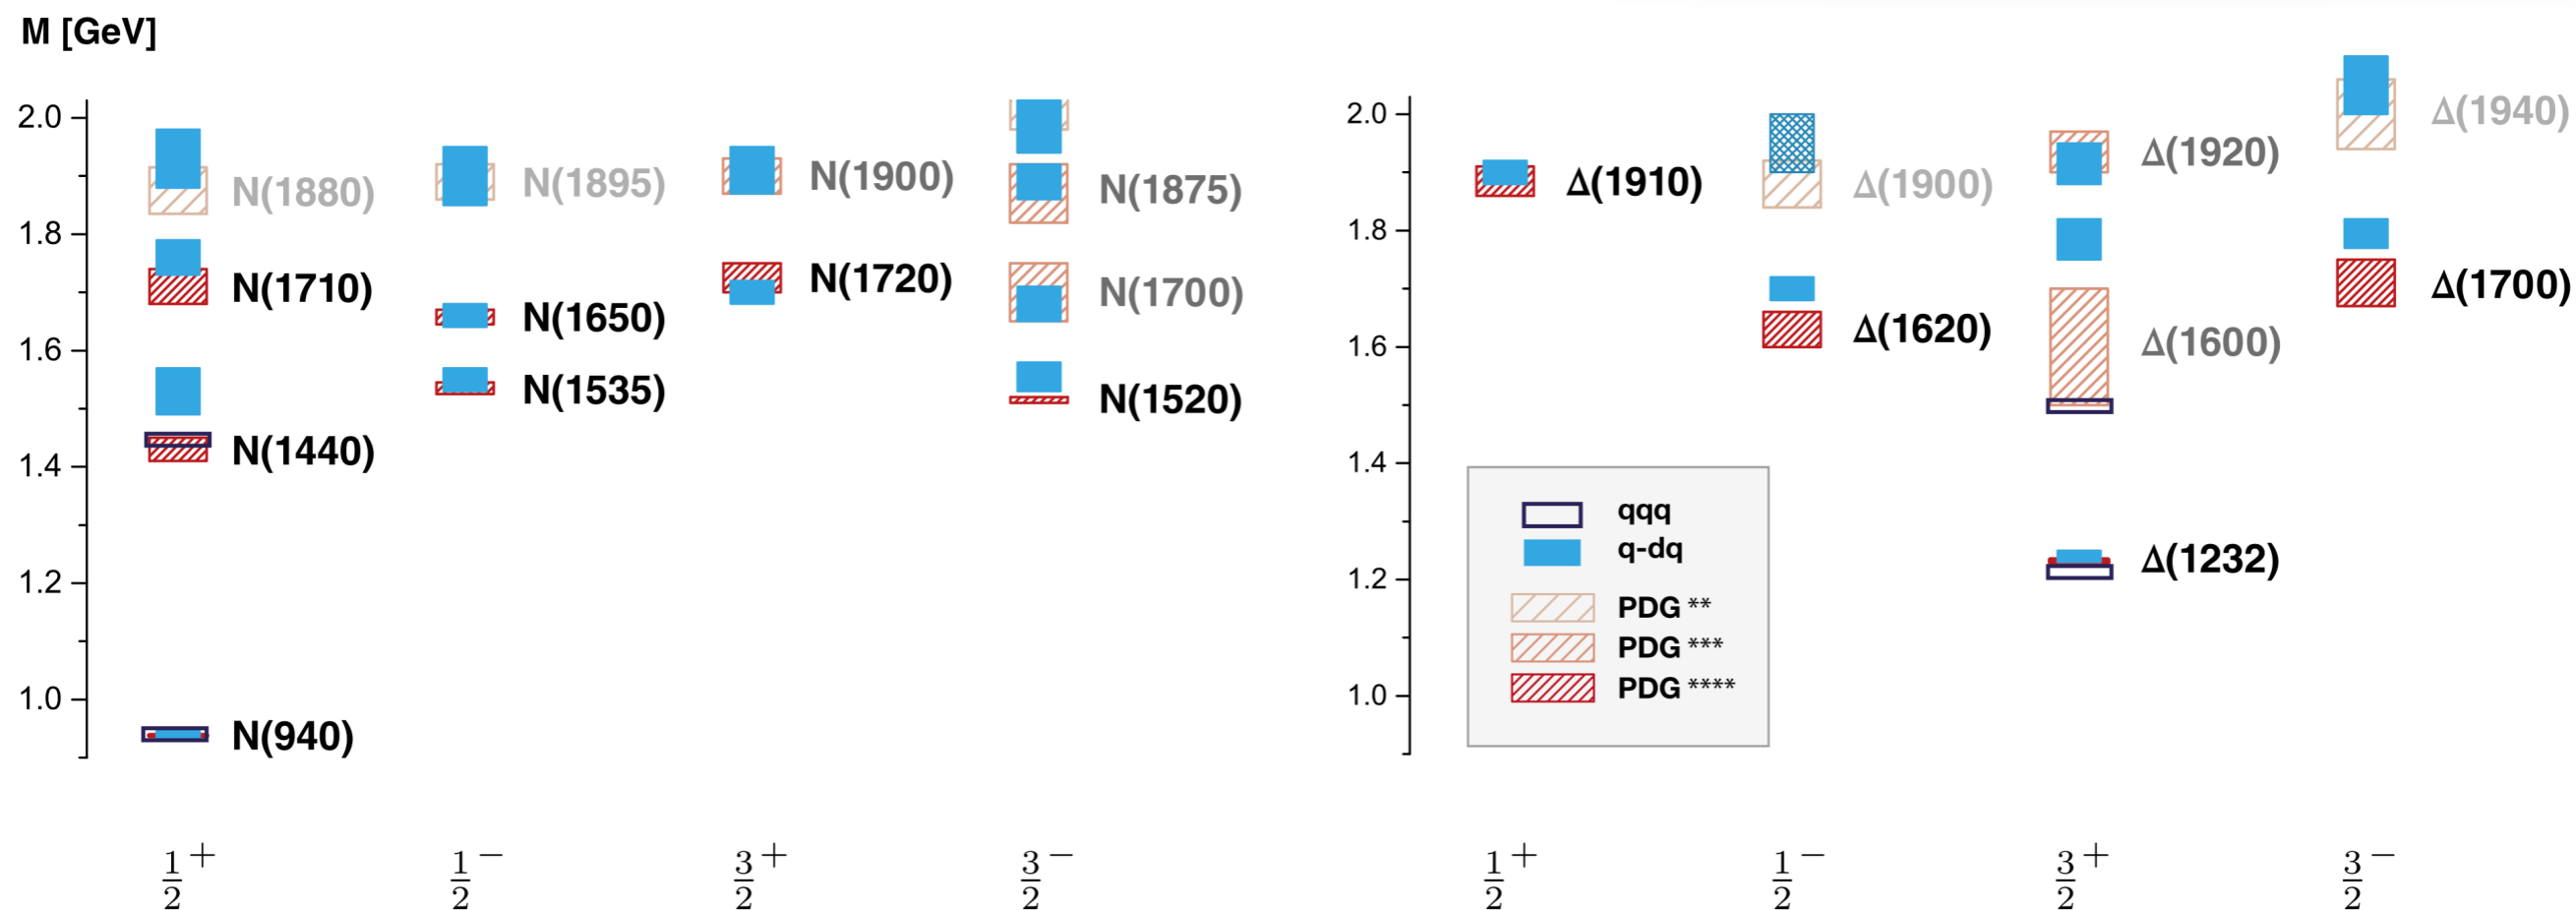 M [GeV]
2.0
1.8
1.6
1.4
1.2
1.0
N(1880)
N(1710)
N(1440)
N(940)
N(1895)
N(1650)
N(1535)
N(1900)
N(1720)
N(1875)
N(1700)
N(1520)
1/2+
1/2−
3/2+
3/2−
2.0
1.8
1.6
1.4
1.2
1.0
Δ(1910)
Δ(1900)
Δ(1620)
Δ(1920)
Δ(1600)
Δ(1232)
Δ(1940)
Δ(1700)
qqq
q-dq
PDG **
PDG ***
PDG ****
1/2+
1/2−
3/2+
3/2−